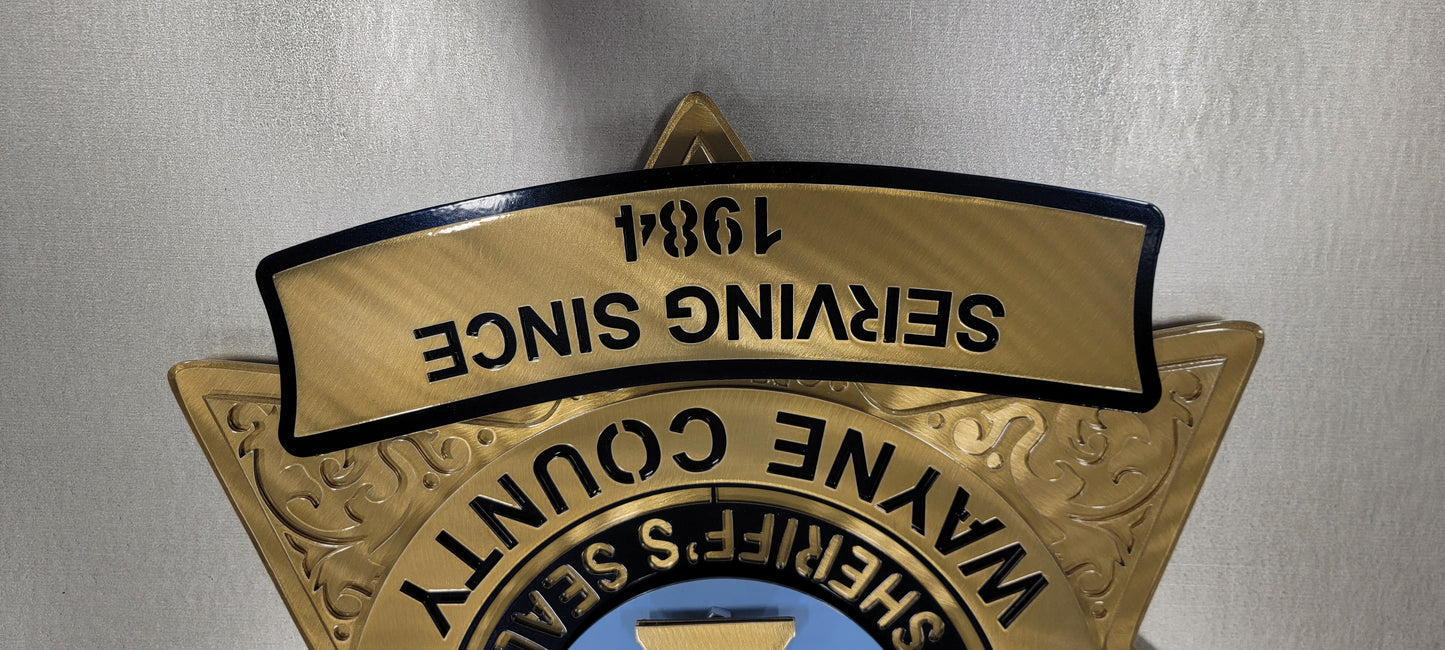 SHERIFF'S SEAL
WAYNE COUNTY
SERVING SINCE
1984